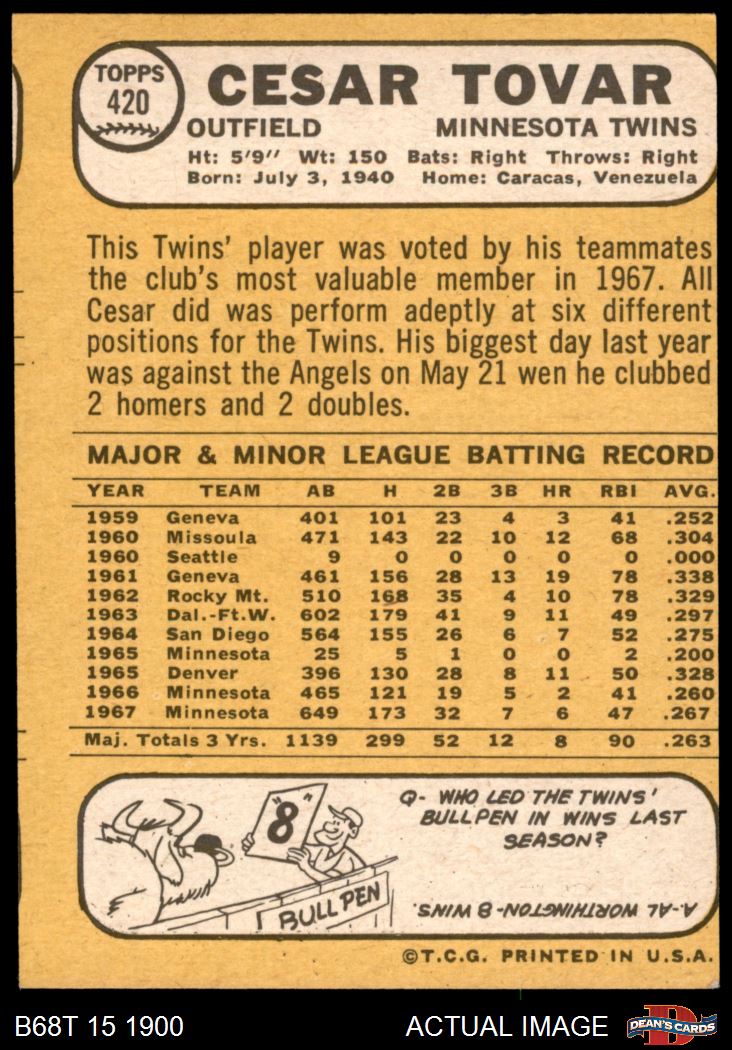 TOPPS
420
CESAR TOVAR
OUTFIELD MINNESOTA TWINS
Ht: 5'9" Wt: 150 Bats: Right Throws: Right
Born: July 3, 1940 Home: Caracas, Venezuela
This Twins' player was voted by his teammates
the club's most valuable member in 1967. All
Cesar did was perform adeptly at six different
positions for the Twins. His biggest day last year
was against the Angels on May 21 wen he clubbed
2 homers and 2 doubles.
MAJOR & MINOR LEAGUE BATTING RECORD
YEAR TEAM AB H 2B 3B HR RBI AVG.
1959 Geneva 401 101 23 4 3 41 .252
1960 Missoula 471 143 22 10 12 68 .304
1960 Seattle 9 0 0 0 0 0 .000
1961 Geneva 461 156 28 13 19 78 .338
1962 Rocky Mt. 510 168 35 4 10 78 .329
1963 Dal.-Ft.W. 602 179 41 9 11 49 .297
1964 San Diego 564 155 26 6 7 52 .275
1965 Minnesota 25 5 1 0 0 2 .200
1965 Denver 396 130 28 8 11 50 .328
1966 Minnesota 465 121 19 5 2 41 .260
1967 Minnesota 649 173 32 7 6 47 .267
Maj. Totals 3 Yrs. 1139 299 52 12 8 90 .263
"8"
BULL PEN
Q- WHO LED THE TWINS'
BULLPEN IN WINS LAST
SEASON?
A-AL WORTHINGTON-8 WINS.
©T.C.G. PRINTED IN U.S.A.
B68T 15 1900 ACTUAL IMAGE
D
DEAN'S CARDS